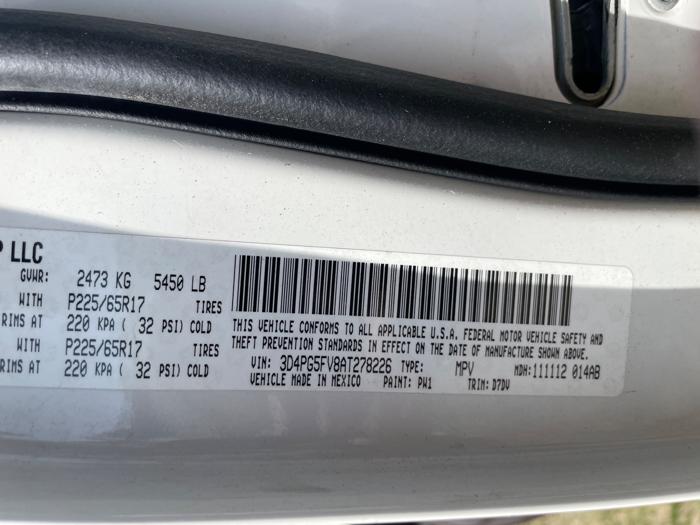 P LLC
GVWR: 2473 KG 5450 LB
WITH P225/65R17 TIRES
RIMS AT 220 KPA ( 32 PSI) COLD
WITH P225/65R17 TIRES
RIMS AT 220 KPA ( 32 PSI) COLD
THIS VEHICLE CONFORMS TO ALL APPLICABLE U.S.A. FEDERAL MOTOR VEHICLE SAFETY AND
THEFT PREVENTION STANDARDS IN EFFECT ON THE DATE OF MANUFACTURE SHOWN ABOVE.
VIN: 3D4PG5FV8AT278226 TYPE: MPV MDH:111112 014AB
VEHICLE MADE IN MEXICO PAINT: PW1 TRIM: D7DV